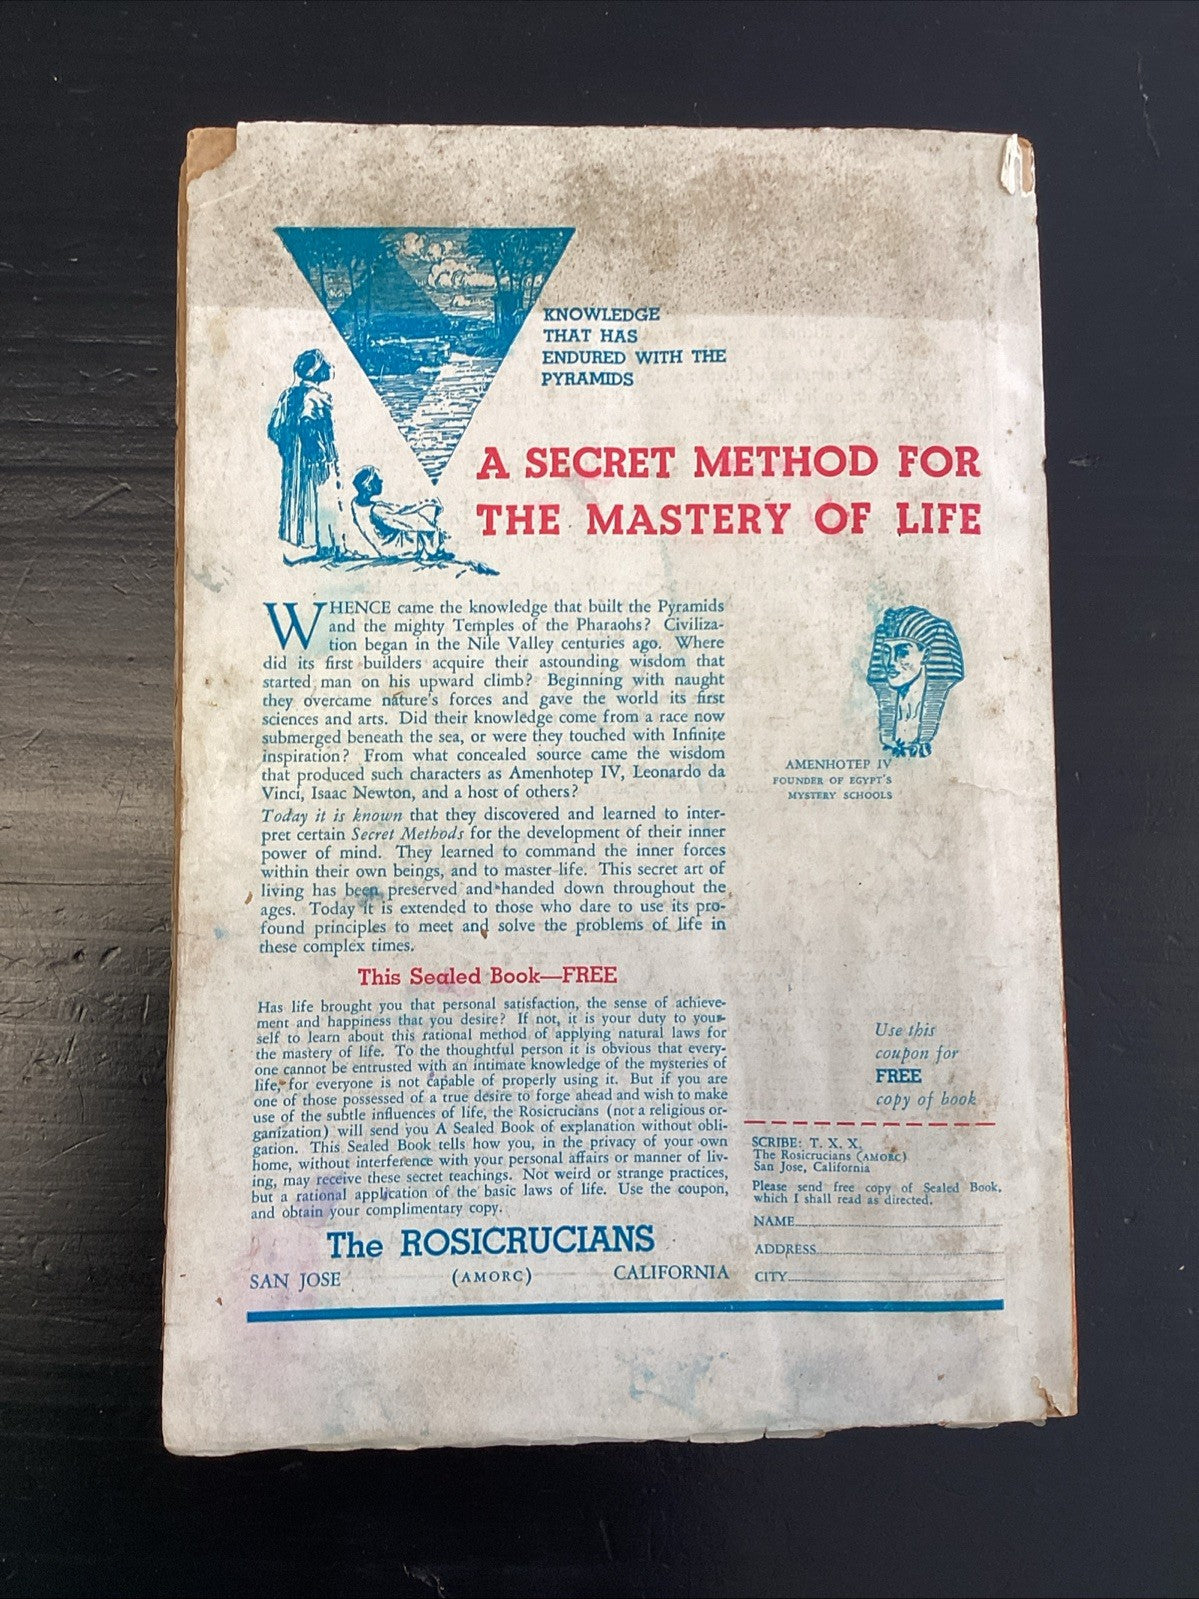 KNOWLEDGE
THAT HAS
ENDURED WITH THE
PYRAMIDS
A SECRET METHOD FOR
THE MASTERY OF LIFE
WHENCE came the knowledge that built the Pyramids
and the mighty Temples of the Pharaohs? Civiliza-
tion began in the Nile Valley centuries ago. Where
did its first builders acquire their astounding wisdom that
started man on his upward climb? Beginning with naught
they overcame nature's forces and gave the world its first
sciences and arts. Did their knowledge come from a race now
submerged beneath the sea, or were they touched with Infinite
inspiration? From what concealed source came the wisdom
that produced such characters as Amenhotep IV, Leonardo da
Vinci, Isaac Newton, and a host of others?
Today it is known that they discovered and learned to inter-
pret certain Secret Methods for the development of their inner
power of mind. They learned to command the inner forces
within their own beings, and to master life. This secret art of
living has been preserved and handed down throughout the
ages. Today it is extended to those who dare to use its pro-
found principles to meet and solve the problems of life in
these complex times.
This Sealed Book—FREE
Has life brought you that personal satisfaction, the sense of achieve-
ment and happiness that you desire? If not, it is your duty to your-
self to learn about this rational method of applying natural laws for
the mastery of life. To the thoughtful person it is obvious that every-
one cannot be entrusted with an intimate knowledge of the mysteries of
life, for everyone is not capable of properly using it. But if you are
one of those possessed of a true desire to forge ahead and wish to make
use of the subtle influences of life, the Rosicrucians (not a religious or-
ganization) will send you A Sealed Book of explanation without obli-
gation. This Sealed Book tells how you, in the privacy of your own
home, without interference with your personal affairs or manner of liv-
ing, may receive these secret teachings. Not weird or strange practices,
but a rational application of the basic laws of life. Use the coupon,
and obtain your complimentary copy.
The ROSICRUCIANS
SAN JOSE (AMORC) CALIFORNIA
AMENHOTEP IV
FOUNDER OF EGYPT'S
MYSTERY SCHOOLS
Use this
coupon for
FREE
copy of book
SCRIBE: T. X. X.
The Rosicrucians (AMORC)
San Jose, California
Please send free copy of Sealed Book,
which I shall read as directed.
NAME
ADDRESS
CITY